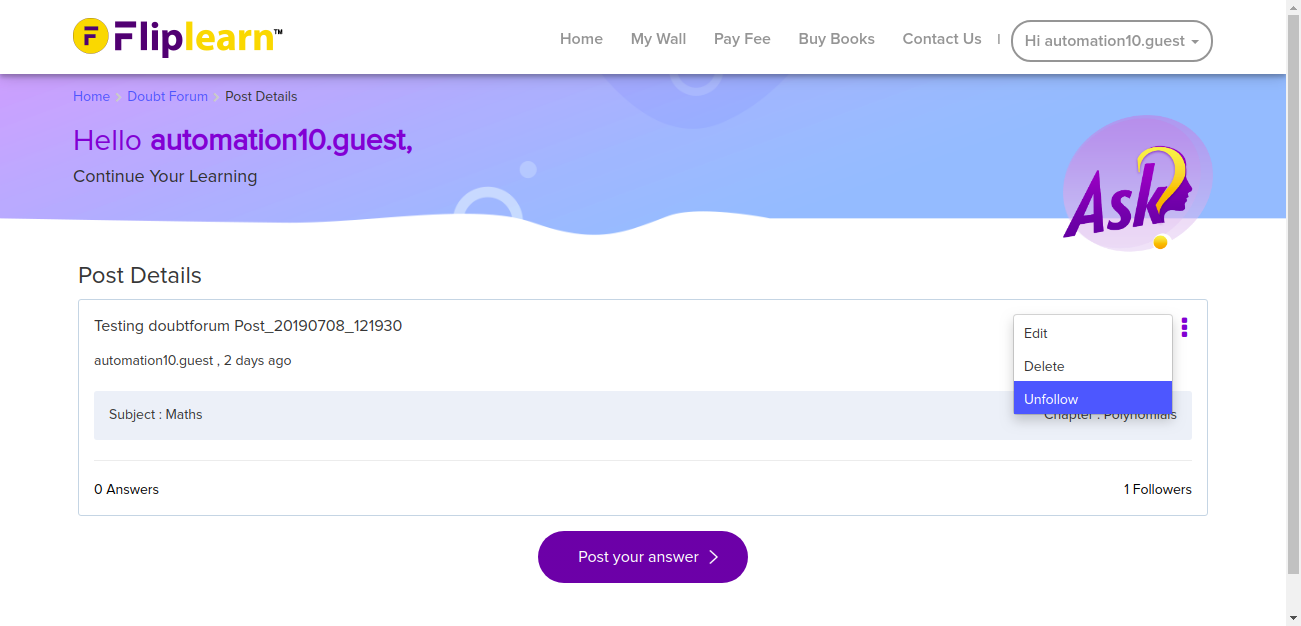 Fliplearn™
Home My Wall Pay Fee Buy Books Contact Us | Hi automation10.guest
Home > Doubt Forum > Post Details
Hello automation10.guest,
Continue Your Learning
Ask?
Post Details
Testing doubtforum Post_20190708_121930
automation10.guest , 2 days ago
Edit
Delete
Unfollow
Subject : Maths
Chapter : Polynomials
0 Answers
1 Followers
Post your answer